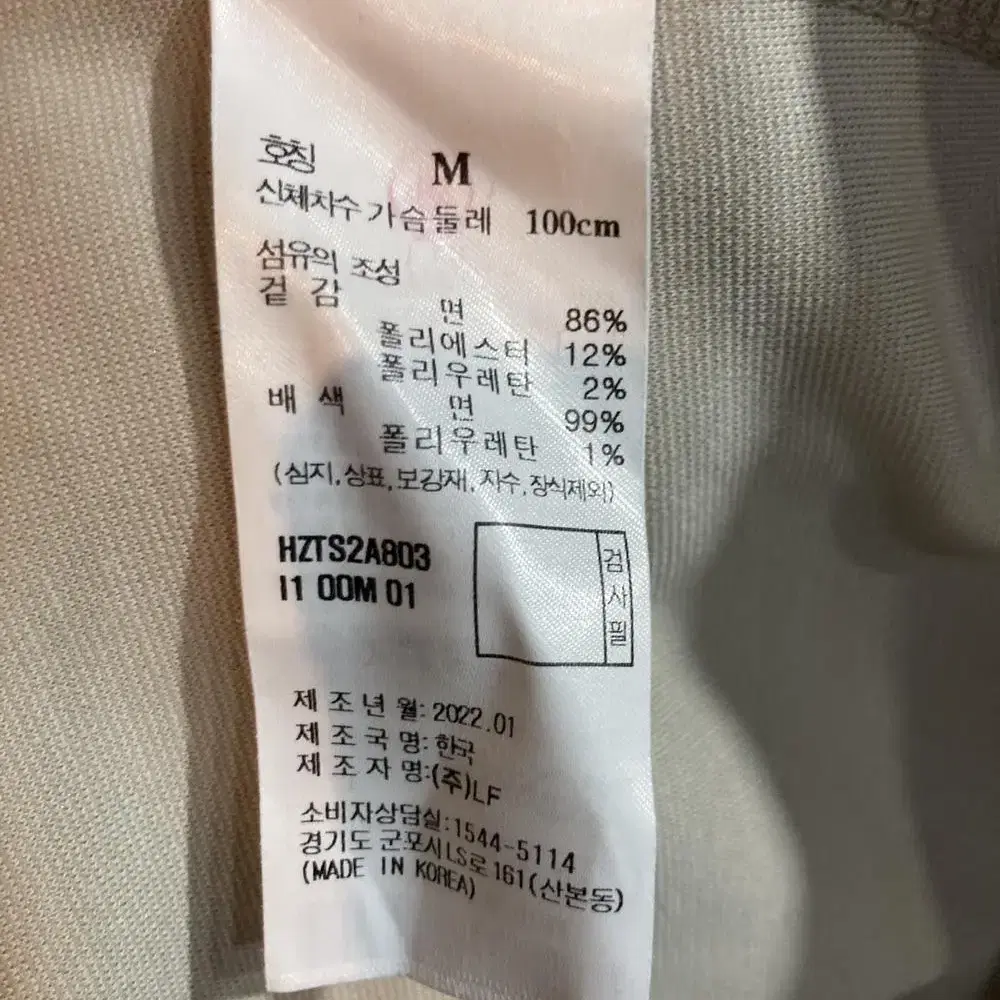 호칭 M
신체치수 가슴둘레 100cm
섬유의 조성
겉 감 면 86%
폴리에스터 12%
폴리우레탄 2%
배 색 면 99%
폴리우레탄 1%
(심지,상표,보강재,자수,장식제외)
HZTS2A803
I1 00M 01
검사필
제 조 년 월: 2022.01
제 조 국 명: 한국
제 조 자 명:(주)LF
소비자상담실:1544-5114
경기도 군포시LS로161(산본동)
(MADE IN KOREA)